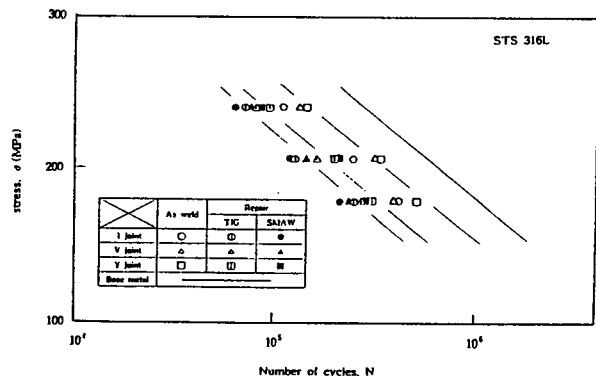 300
STS 316L
200
stress, σ (MPa)
As weld
Repair
TIG
SMAW
I Joint
V Joint
Y Joint
Base metal
100
10⁵
10⁶
Number of cycles, N